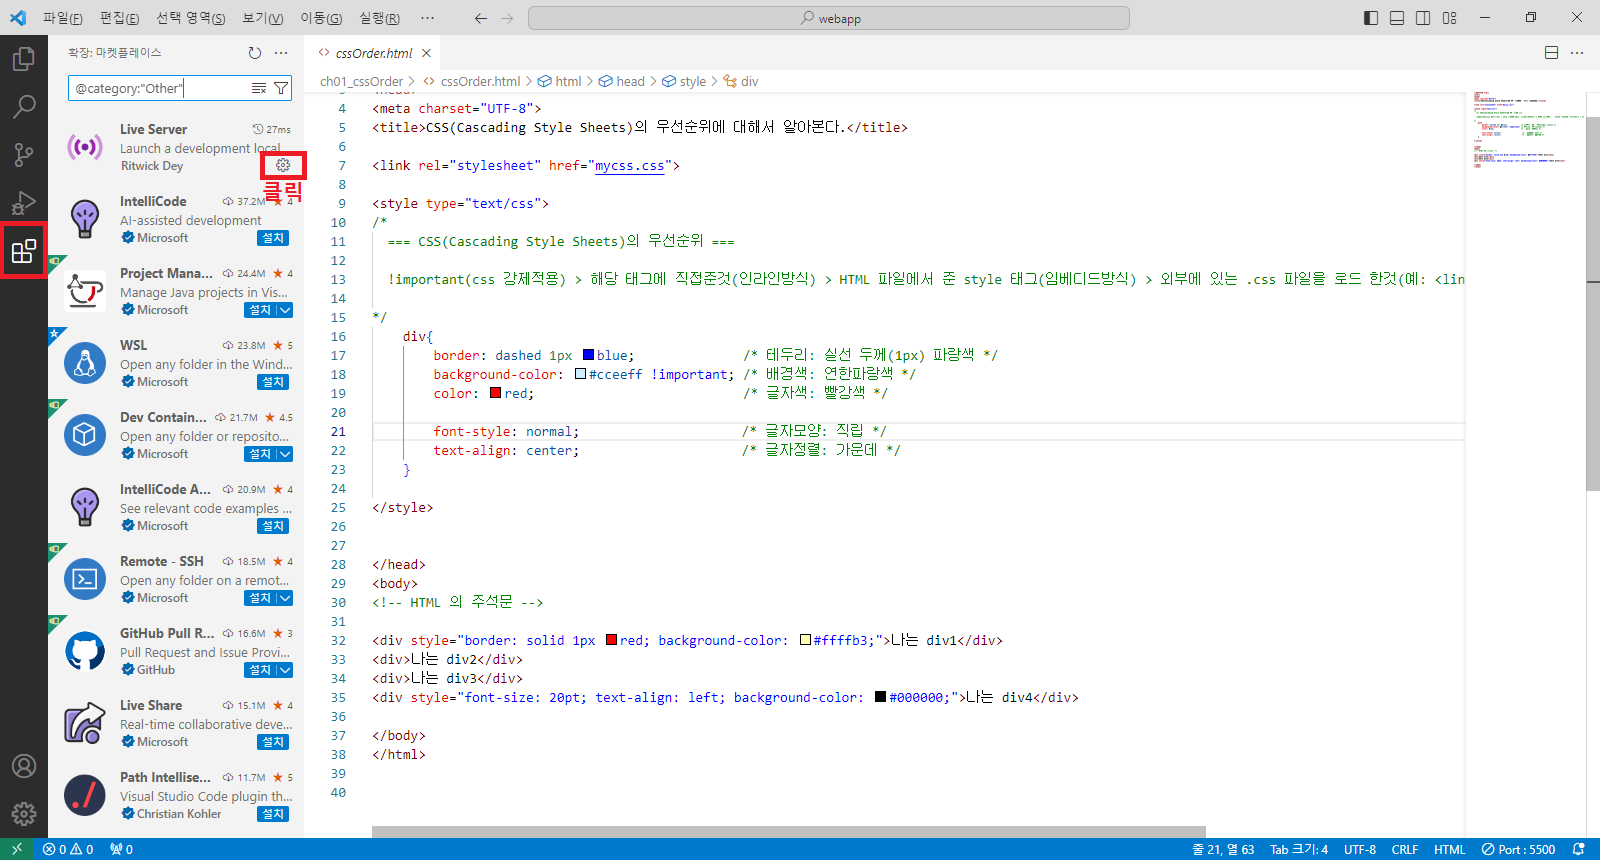 파일(F) 편집(E) 선택 영역(S) 보기(V) 이동(G) 실행(R) ··· webapp
확장: 마켓플레이스
@category:"Other"
Live Server 27ms
Launch a development local
Ritwick Dey
클릭
IntelliCode 37.2M 4
AI-assisted development
Microsoft 설치
Project Mana... 24.4M 4
Manage Java projects in Vis...
Microsoft 설치
WSL 23.8M 5
Open any folder in the Wind...
Microsoft 설치
Dev Contain... 21.7M 4.5
Open any folder or reposito...
Microsoft 설치
IntelliCode A... 20.9M 4
See relevant code examples ...
Microsoft 설치
Remote - SSH 18.5M 4
Open any folder on a remot...
Microsoft 설치
GitHub Pull R... 16.6M 3
Pull Request and Issue Provi...
GitHub 설치
Live Share 15.1M 4
Real-time collaborative deve...
Microsoft 설치
Path Intellise... 11.7M 5
Visual Studio Code plugin th...
Christian Kohler 설치
cssOrder.html
ch01_cssOrder > cssOrder.html > html > head > style > div
4 <meta charset="UTF-8">
5 <title>CSS(Cascading Style Sheets)의 우선순위에 대해서 알아본다.</title>
6
7 <link rel="stylesheet" href="mycss.css">
8
9 <style type="text/css">
10 /*
11 === CSS(Cascading Style Sheets)의 우선순위 ===
12
13 !important(css 강제적용) > 해당 태그에 직접준것(인라인방식) > HTML 파일에서 준 style 태그(임베디드방식) > 외부에 있는 .css 파일을 로드 한것(예: <lin
14
15 */
16 div{
17 border: dashed 1px blue; /* 테두리: 실선 두께(1px) 파랑색 */
18 background-color: #cceeff !important; /* 배경색: 연한파랑색 */
19 color: red; /* 글자색: 빨강색 */
20
21 font-style: normal; /* 글자모양: 직립 */
22 text-align: center; /* 글자정렬: 가운데 */
23 }
24
25 </style>
26
27
28 </head>
29 <body>
30 <!-- HTML 의 주석문 -->
31
32 <div style="border: solid 1px red; background-color: #ffffb3;">나는 div1</div>
33 <div>나는 div2</div>
34 <div>나는 div3</div>
35 <div style="font-size: 20pt; text-align: left; background-color: #000000;">나는 div4</div>
36
37 </body>
38 </html>
39
40
0 0 0 줄 21, 열 63 Tab 크기: 4 UTF-8 CRLF HTML Port : 5500